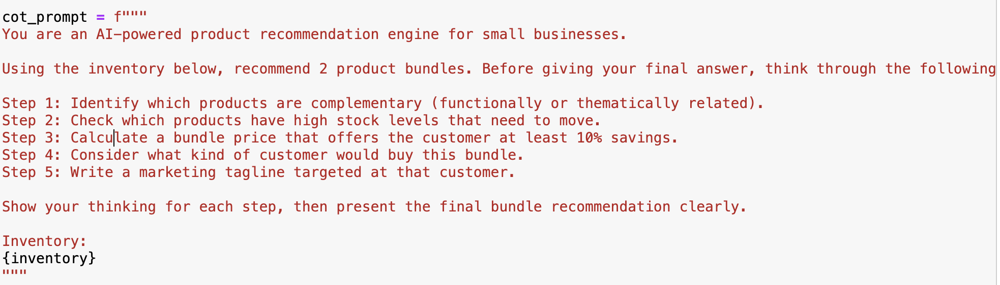 cot_prompt = f"""
You are an AI-powered product recommendation engine for small businesses.
Using the inventory below, recommend 2 product bundles. Before giving your final answer, think through the following
Step 1: Identify which products are complementary (functionally or thematically related).
Step 2: Check which products have high stock levels that need to move.
Step 3: Calculate a bundle price that offers the customer at least 10% savings.
Step 4: Consider what kind of customer would buy this bundle.
Step 5: Write a marketing tagline targeted at that customer.
Show your thinking for each step, then present the final bundle recommendation clearly.
Inventory:
{inventory}
"""